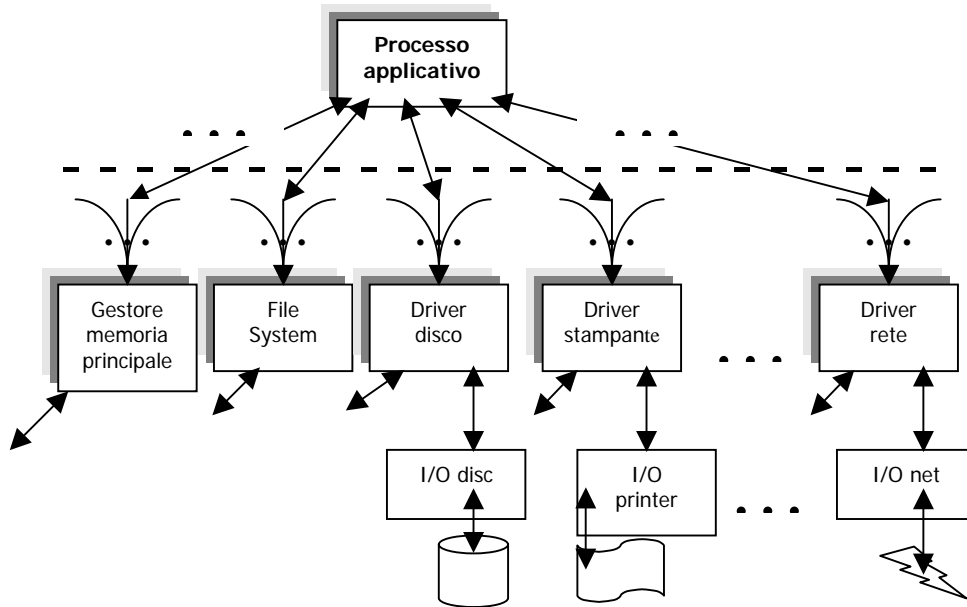 Processo
applicativo
Gestore
memoria
principale
File
System
Driver
disco
Driver
stampante
Driver
rete
I/O disc
I/O
printer
I/O net